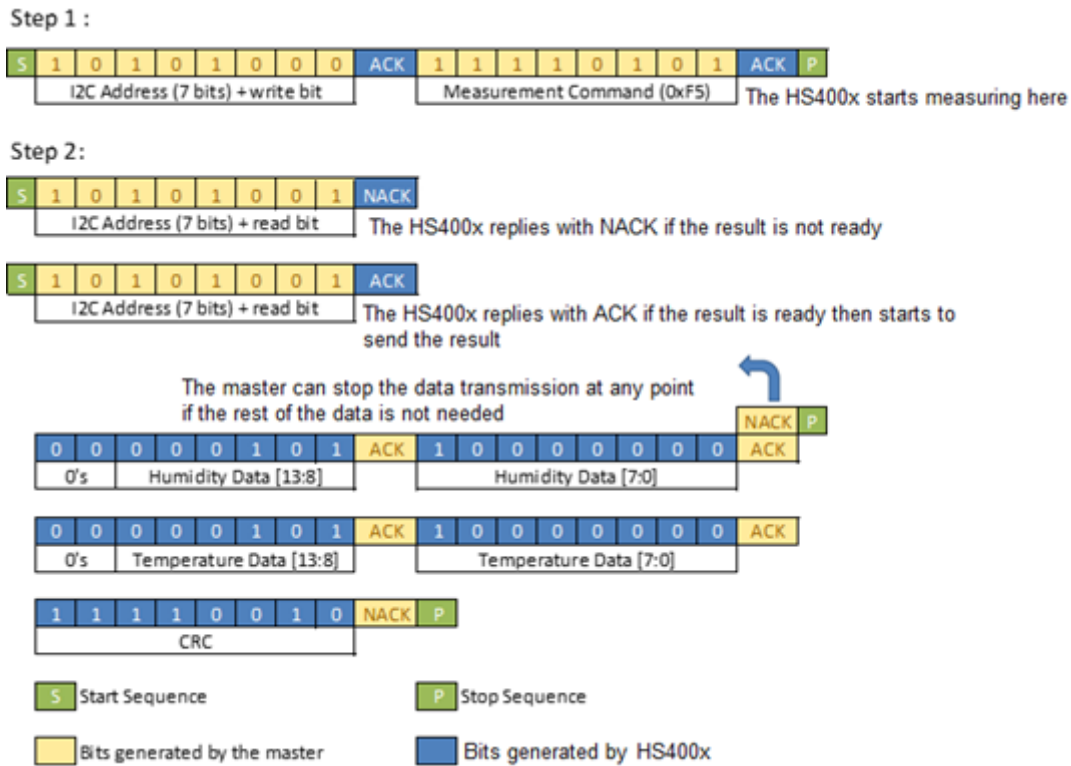 Step 1 :
S 1 0 1 0 1 0 0 0 ACK 1 1 1 1 0 1 0 1 ACK P
I2C Address (7 bits) + write bit Measurement Command (0xF5) The HS400x starts measuring here
Step 2:
S 1 0 1 0 1 0 0 1 NACK
I2C Address (7 bits) + read bit The HS400x replies with NACK if the result is not ready
S 1 0 1 0 1 0 0 1 ACK
I2C Address (7 bits) + read bit The HS400x replies with ACK if the result is ready then starts to
send the result
The master can stop the data transmission at any point
if the rest of the data is not needed
NACK P
0 0 0 0 0 1 0 1 ACK 1 0 0 0 0 0 0 0 ACK
0's Humidity Data [13:8] Humidity Data [7:0]
0 0 0 0 0 1 0 1 ACK 1 0 0 0 0 0 0 0 ACK
0's Temperature Data [13:8] Temperature Data [7:0]
1 1 1 1 0 0 1 0 NACK P
CRC
S Start Sequence P Stop Sequence
Bits generated by the master Bits generated by HS400x